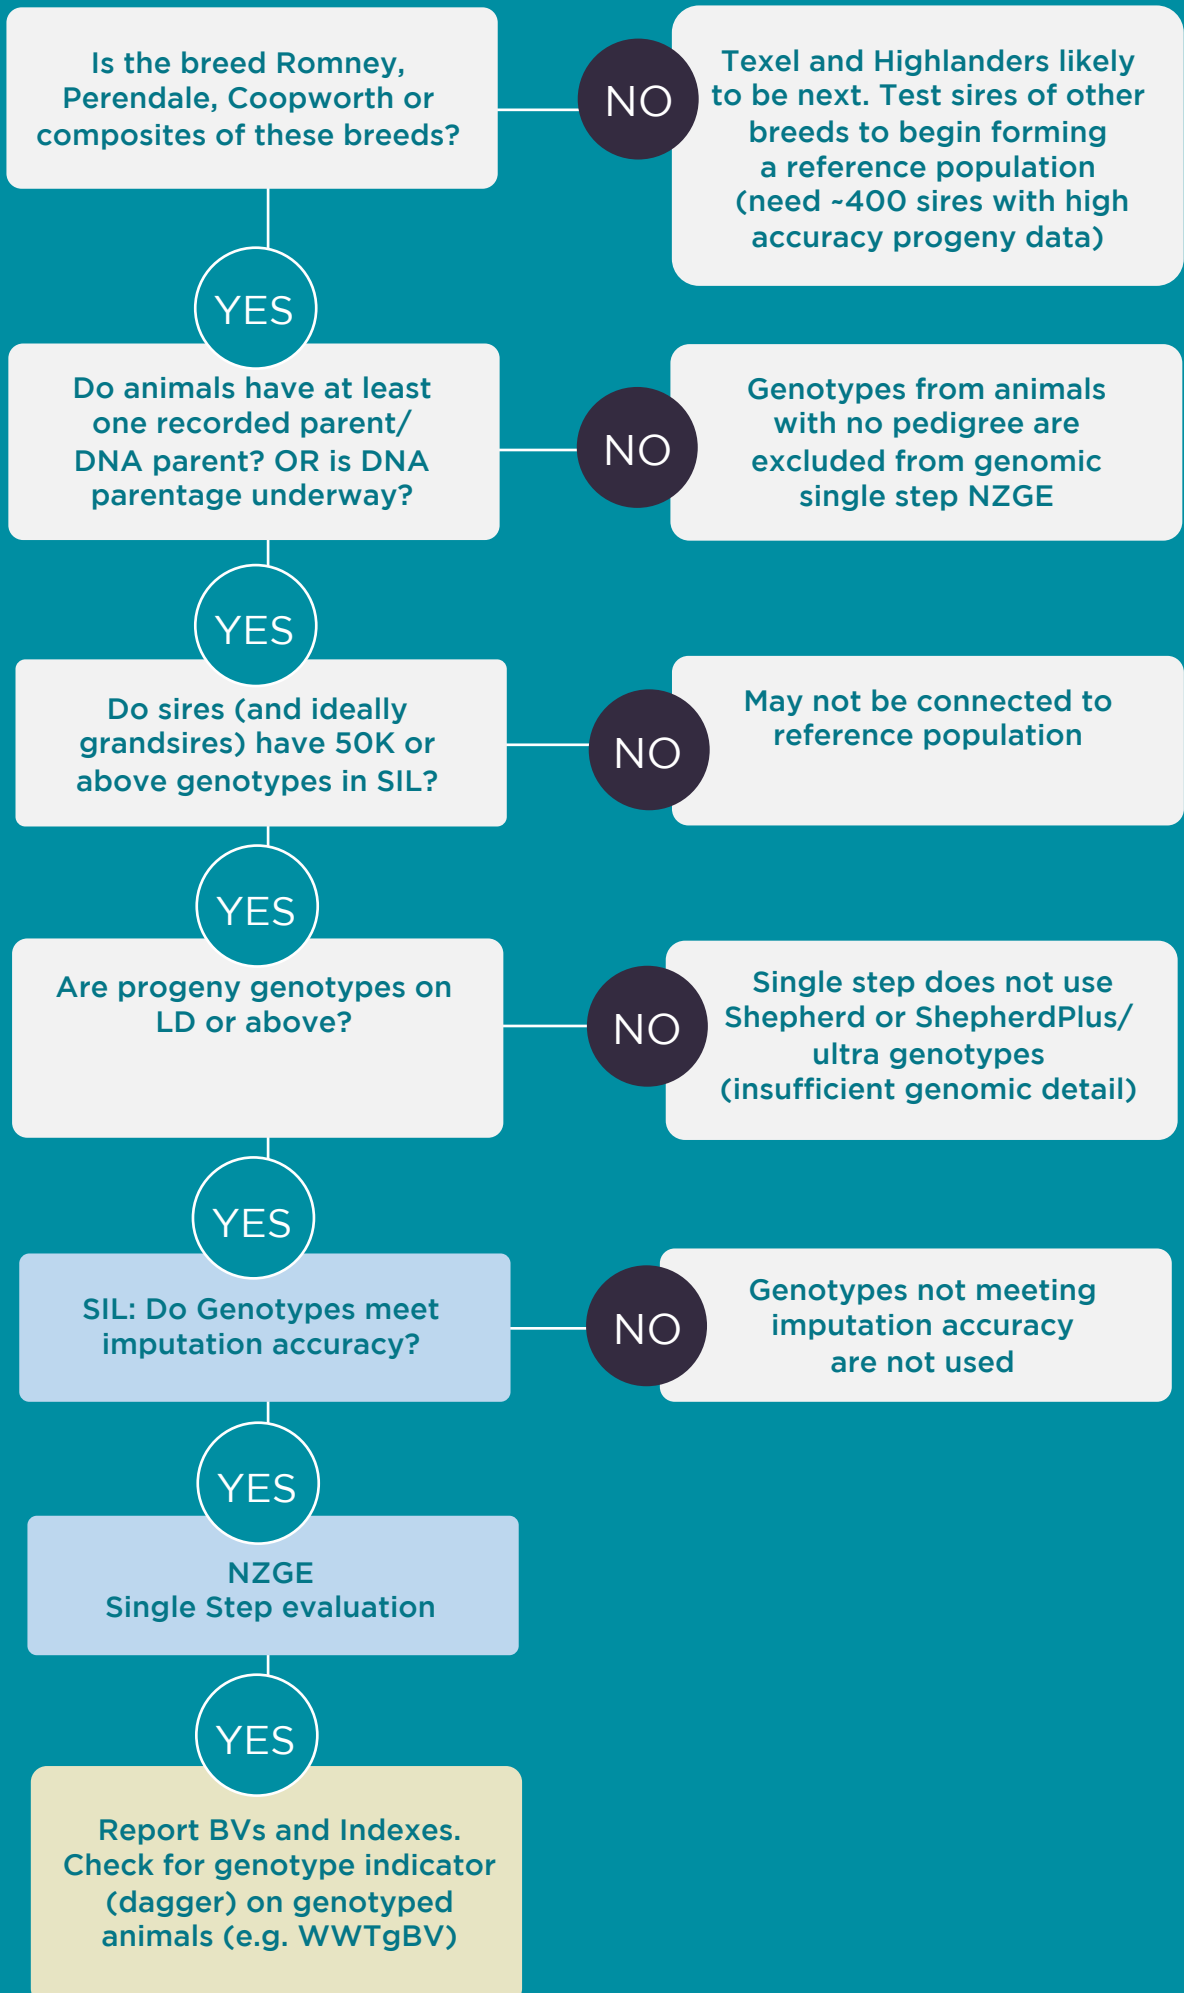 Is the breed Romney,
Perendale, Coopworth or
composites of these breeds?
NO
Texel and Highlanders likely
to be next. Test sires of other
breeds to begin forming
a reference population
(need ~400 sires with high
accuracy progeny data)
YES
Do animals have at least
one recorded parent/
DNA parent? OR is DNA
parentage underway?
NO
Genotypes from animals
with no pedigree are
excluded from genomic
single step NZGE
YES
Do sires (and ideally
grandsires) have 50K or
above genotypes in SIL?
NO
May not be connected to
reference population
YES
Are progeny genotypes on
LD or above?
NO
Single step does not use
Shepherd or ShepherdPlus/
ultra genotypes
(insufficient genomic detail)
YES
SIL: Do Genotypes meet
imputation accuracy?
NO
Genotypes not meeting
imputation accuracy
are not used
YES
NZGE
Single Step evaluation
YES
Report BVs and Indexes.
Check for genotype indicator
(dagger) on genotyped
animals (e.g. WWTgBV)